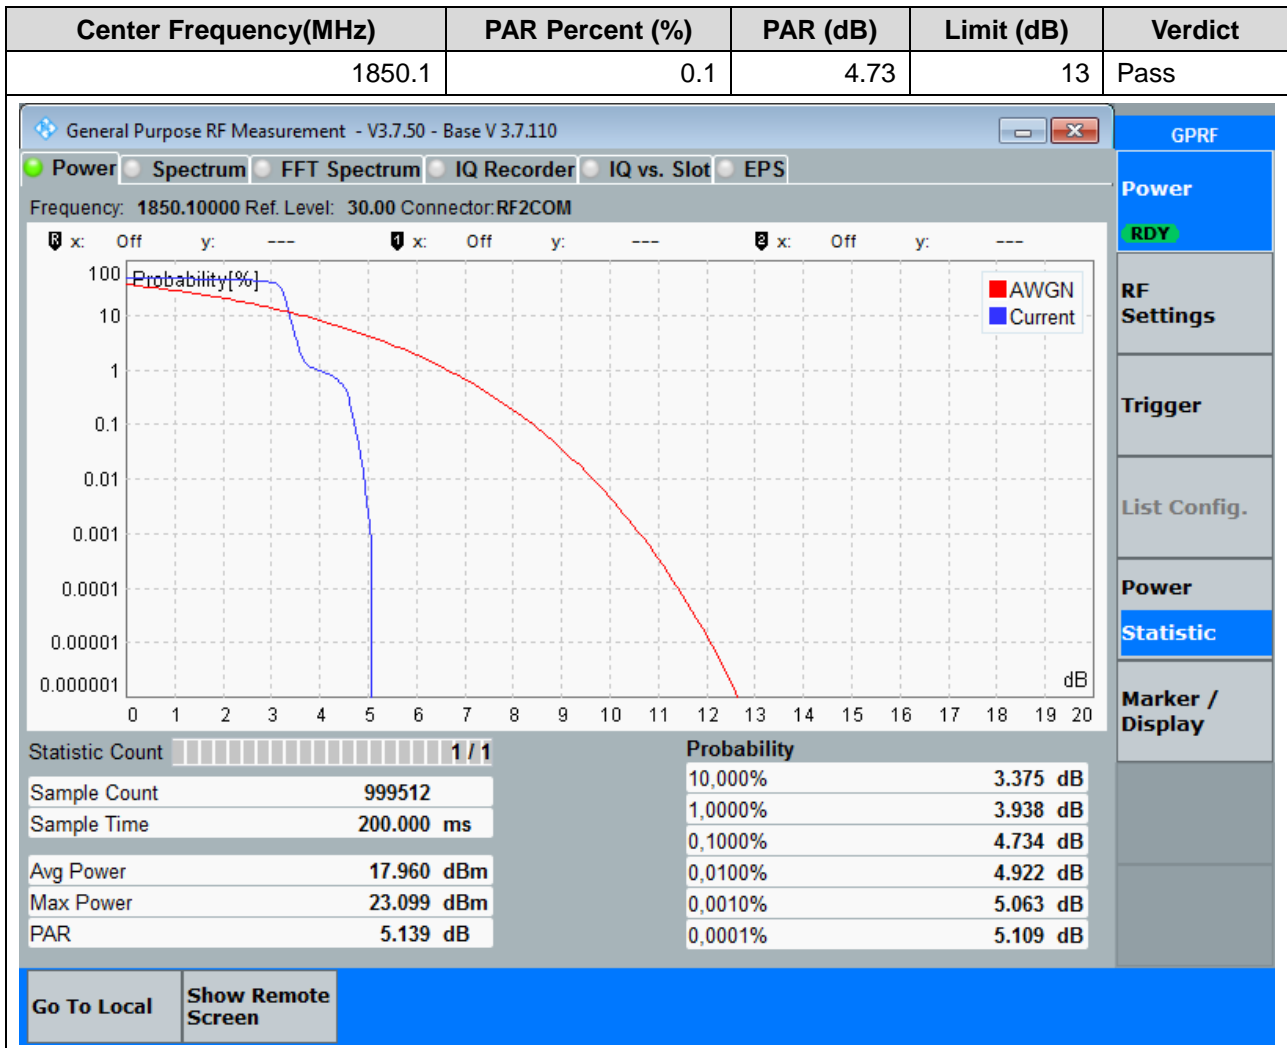 Center Frequency(MHz) PAR Percent (%) PAR (dB) Limit (dB) Verdict
1850.1 0.1 4.73 13 Pass
General Purpose RF Measurement - V3.7.50 - Base V 3.7.110
GPRF
Power Spectrum FFT Spectrum IQ Recorder IQ vs. Slot EPS
Frequency: 1850.10000 Ref. Level: 30.00 Connector: RF2COM
R x: Off y: --- 1 x: Off y: --- 2 x: Off y: ---
Probability[%]
100
10
1
0.1
0.01
0.001
0.0001
0.00001
0.000001
AWGN
Current
dB
0 1 2 3 4 5 6 7 8 9 10 11 12 13 14 15 16 17 18 19 20
Statistic Count 1 / 1
Sample Count 999512
Sample Time 200.000 ms
Avg Power 17.960 dBm
Max Power 23.099 dBm
PAR 5.139 dB
Probability
10,000% 3.375 dB
1,0000% 3.938 dB
0,1000% 4.734 dB
0,0100% 4.922 dB
0,0010% 5.063 dB
0,0001% 5.109 dB
Power
RDY
RF
Settings
Trigger
List Config.
Power
Statistic
Marker /
Display
Go To Local
Show Remote
Screen